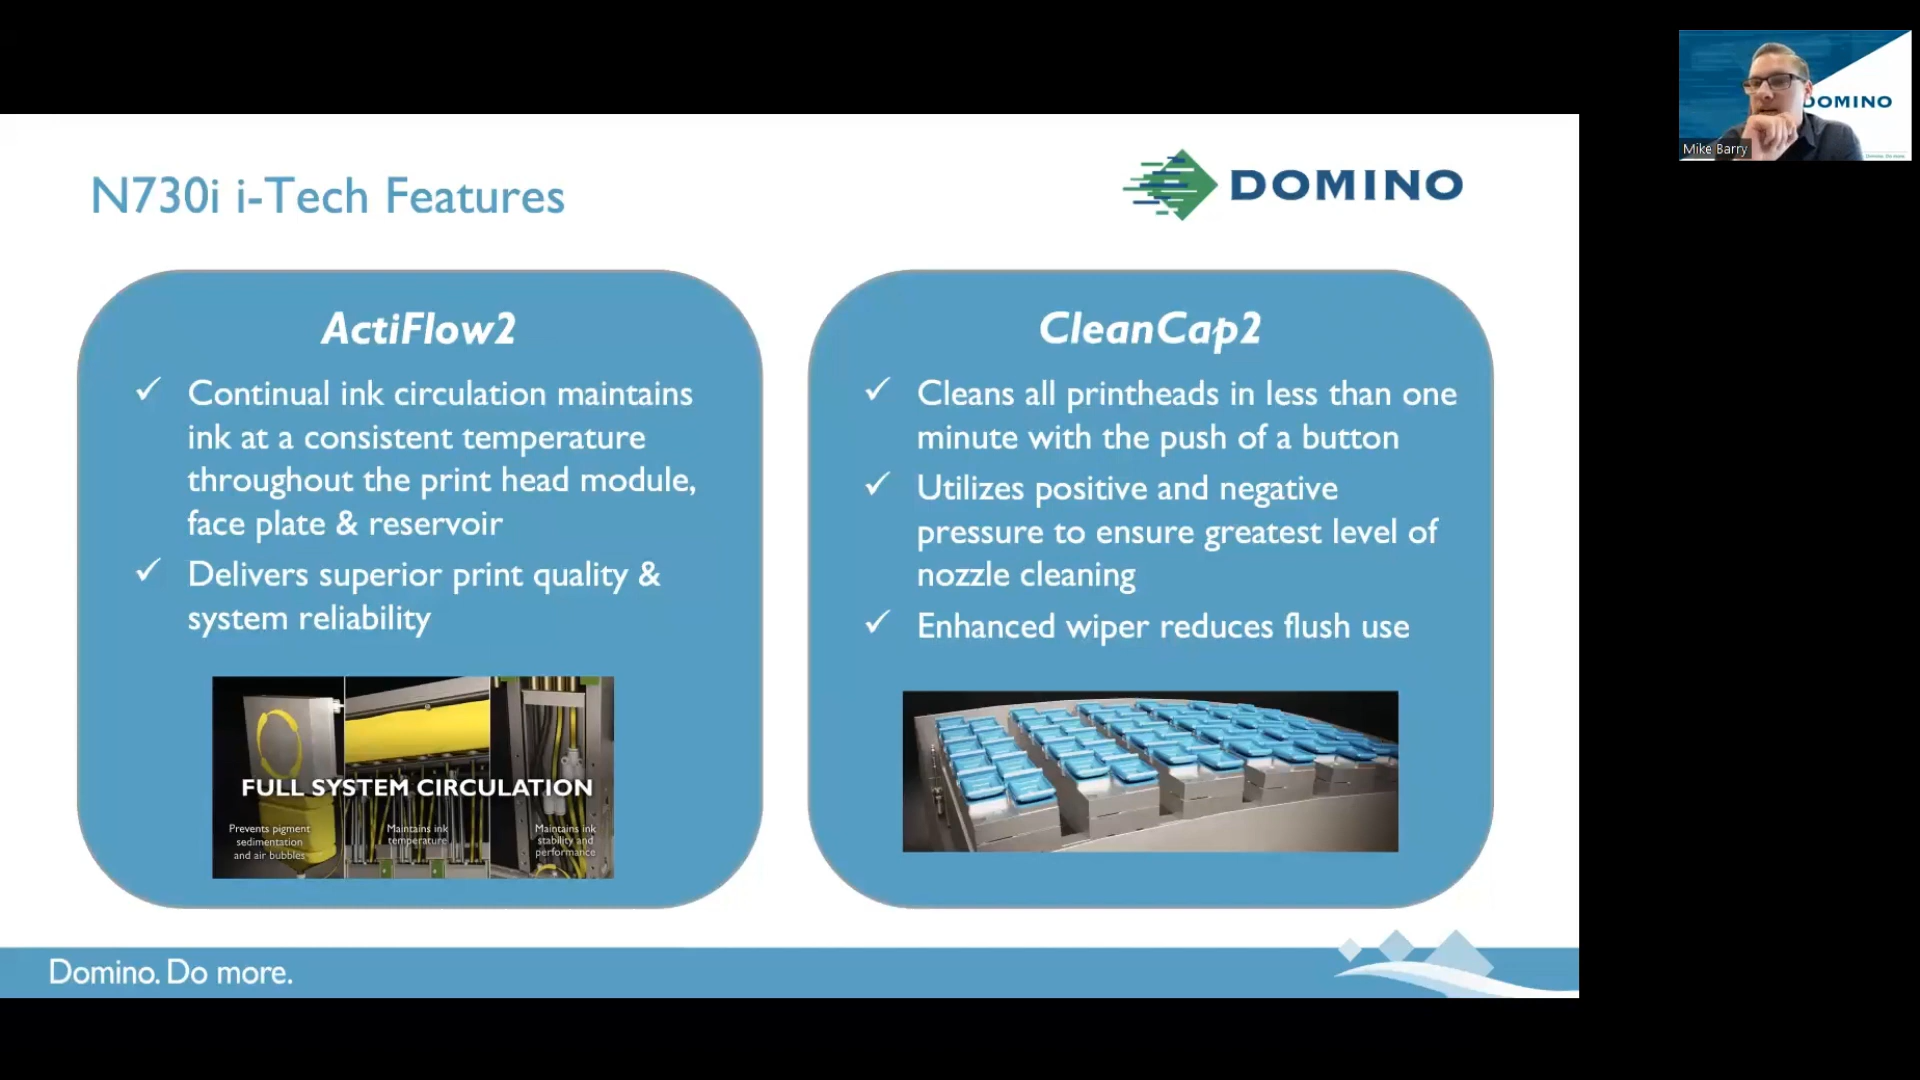 DOMINO
Mike Barry
N730i i-Tech Features
DOMINO
ActiFlow2
✓ Continual ink circulation maintains
ink at a consistent temperature
throughout the print head module,
face plate & reservoir
✓ Delivers superior print quality &
system reliability
FULL SYSTEM CIRCULATION
Prevents pigment
sedimentation
and air bubbles
Maintains ink
temperature
Maintains ink
stability and
performance
CleanCap2
✓ Cleans all printheads in less than one
minute with the push of a button
✓ Utilizes positive and negative
pressure to ensure greatest level of
nozzle cleaning
✓ Enhanced wiper reduces flush use
Domino. Do more.